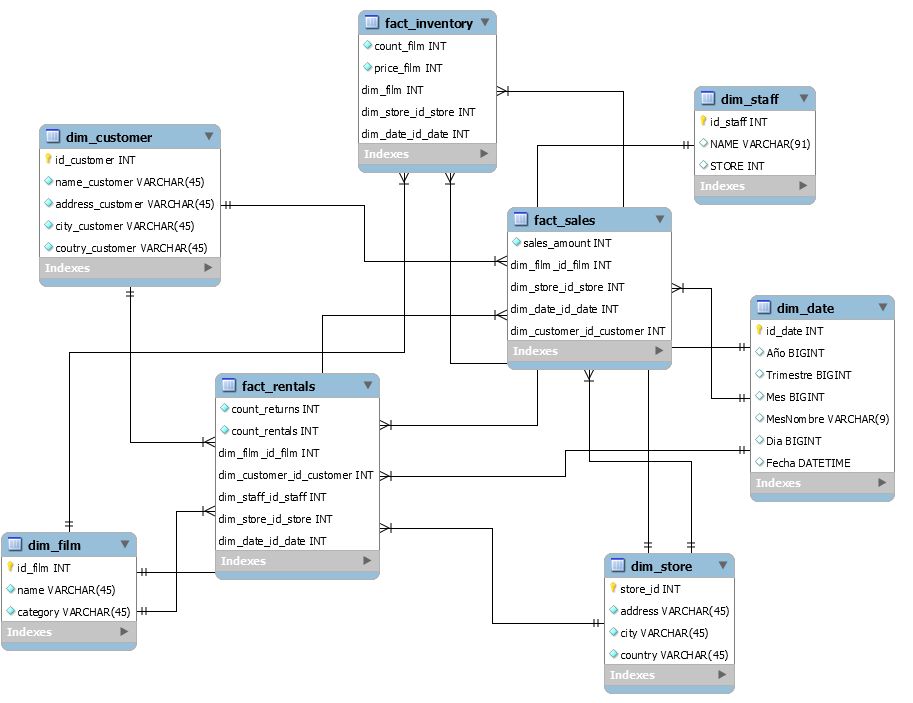 fact_inventory
count_film INT
price_film INT
dim_film INT
dim_store_id_store INT
dim_date_id_date INT
Indexes
dim_staff
id_staff INT
NAME VARCHAR(91)
STORE INT
Indexes
dim_customer
id_customer INT
name_customer VARCHAR(45)
address_customer VARCHAR(45)
city_customer VARCHAR(45)
coutry_customer VARCHAR(45)
Indexes
fact_sales
sales_amount INT
dim_film_id_film INT
dim_store_id_store INT
dim_date_id_date INT
dim_customer_id_customer INT
Indexes
dim_date
id_date INT
Año BIGINT
Trimestre BIGINT
Mes BIGINT
MesNombre VARCHAR(9)
Dia BIGINT
Fecha DATETIME
Indexes
fact_rentals
count_returns INT
count_rentals INT
dim_film_id_film INT
dim_customer_id_customer INT
dim_staff_id_staff INT
dim_store_id_store INT
dim_date_id_date INT
Indexes
dim_film
id_film INT
name VARCHAR(45)
category VARCHAR(45)
Indexes
dim_store
store_id INT
address VARCHAR(45)
city VARCHAR(45)
country VARCHAR(45)
Indexes